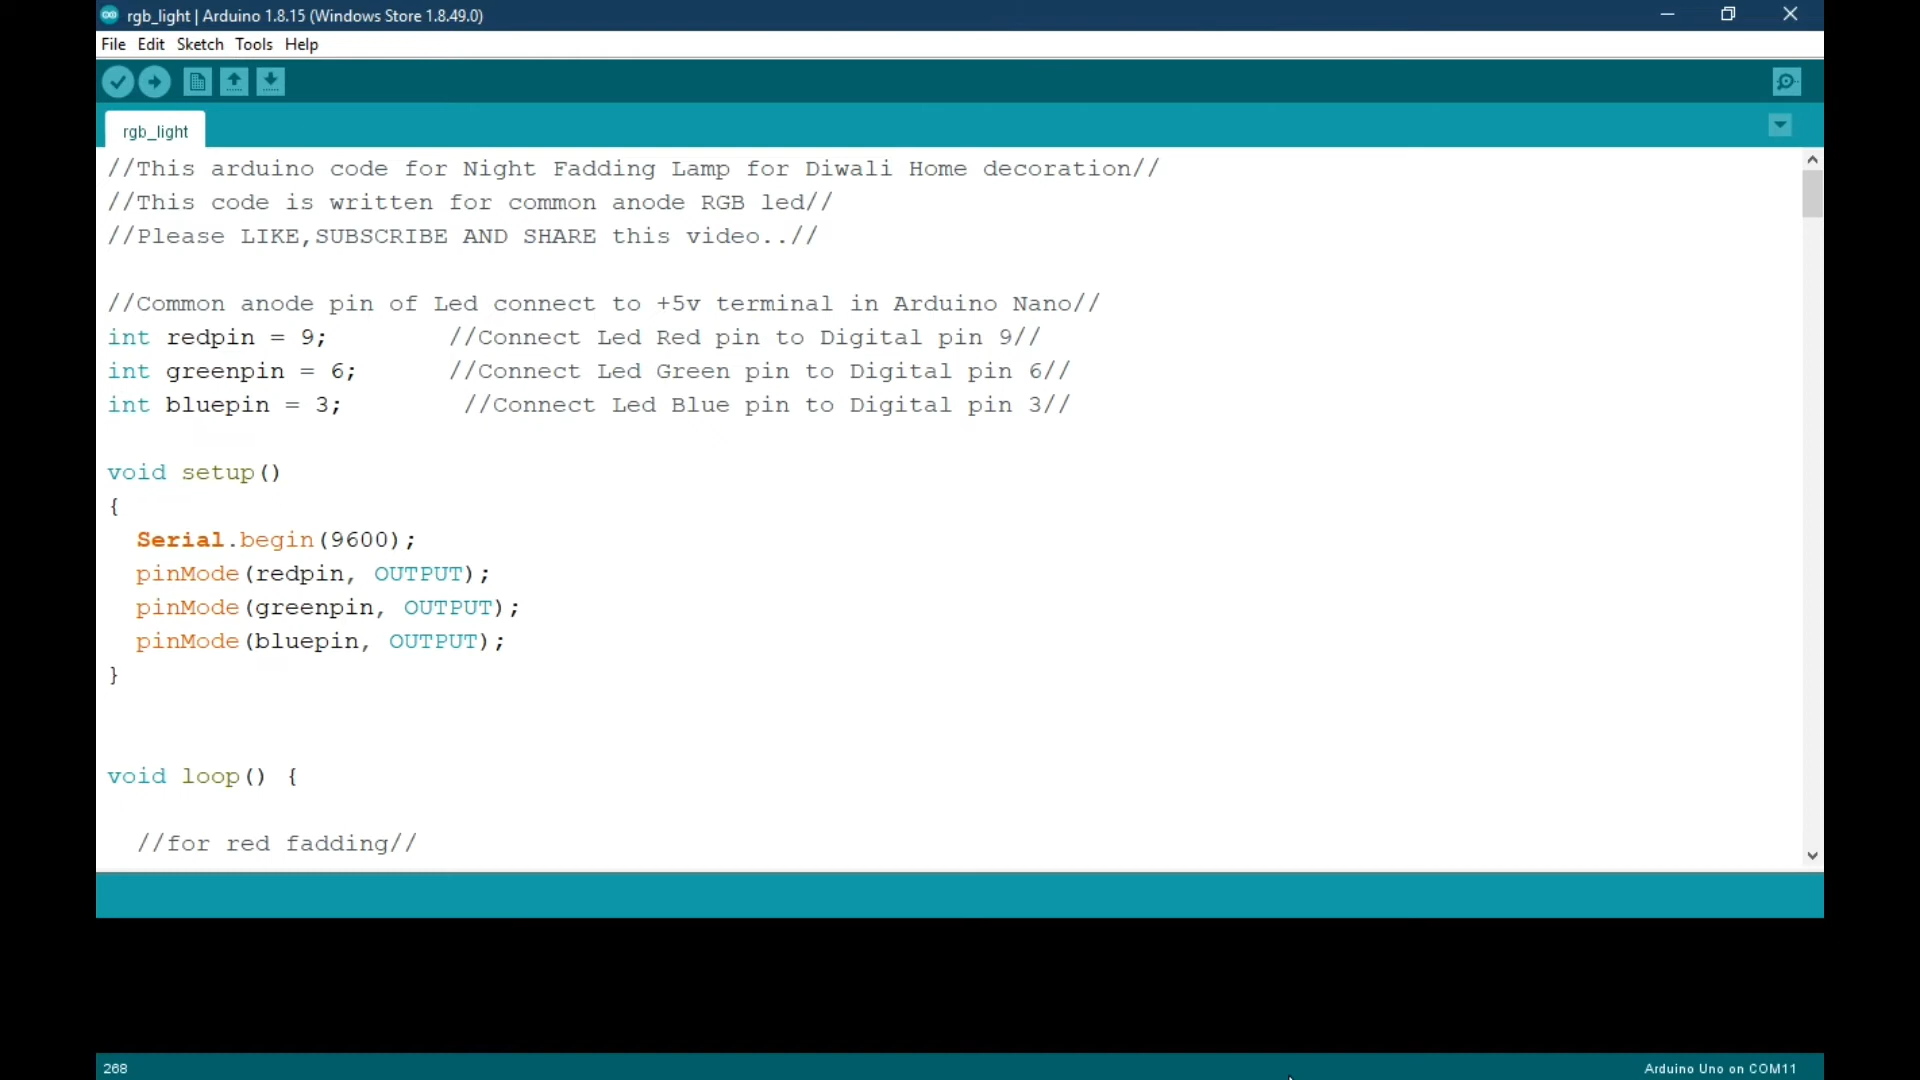 rgb_light | Arduino 1.8.15 (Windows Store 1.8.49.0)
File Edit Sketch Tools Help
rgb_light
//This arduino code for Night Fadding Lamp for Diwali Home decoration//
//This code is written for common anode RGB led//
//Please LIKE,SUBSCRIBE AND SHARE this video..//
//Common anode pin of Led connect to +5v terminal in Arduino Nano//
int redpin = 9; //Connect Led Red pin to Digital pin 9//
int greenpin = 6; //Connect Led Green pin to Digital pin 6//
int bluepin = 3; //Connect Led Blue pin to Digital pin 3//
void setup()
{
Serial.begin(9600);
pinMode(redpin, OUTPUT);
pinMode(greenpin, OUTPUT);
pinMode(bluepin, OUTPUT);
}
void loop() {
//for red fadding//
268
Arduino Uno on COM11